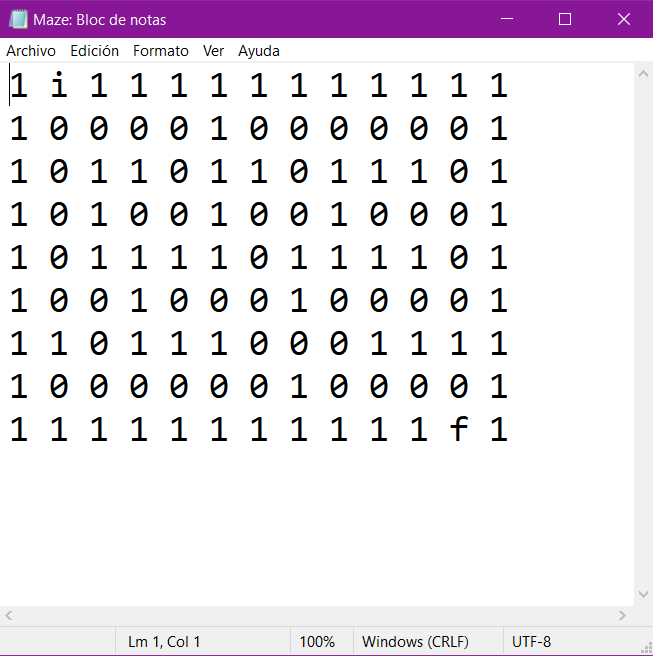 Maze: Bloc de notas
Archivo Edición Formato Ver Ayuda
1 i 1 1 1 1 1 1 1 1 1 1 1
1 0 0 0 0 1 0 0 0 0 0 0 1
1 0 1 1 0 1 1 0 1 1 1 0 1
1 0 1 0 0 1 0 0 1 0 0 0 1
1 0 1 1 1 1 0 1 1 1 1 0 1
1 0 0 1 0 0 0 1 0 0 0 0 1
1 1 0 1 1 1 0 0 0 1 1 1 1
1 0 0 0 0 0 0 1 0 0 0 0 1
1 1 1 1 1 1 1 1 1 1 1 f 1
Lm 1, Col 1 100% Windows (CRLF) UTF-8